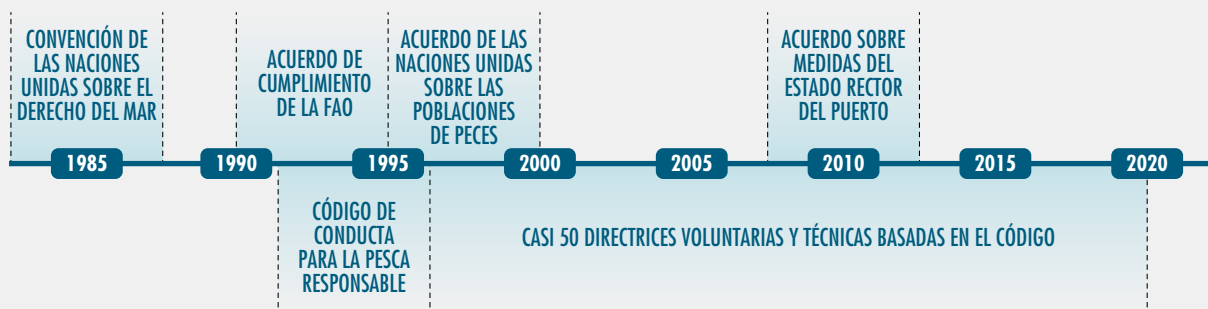 CONVENCIÓN DE
LAS NACIONES
UNIDAS SOBRE EL
DERECHO DEL MAR
ACUERDO DE
CUMPLIMIENTO
DE LA FAO
ACUERDO DE LAS
NACIONES UNIDAS
SOBRE LAS
POBLACIONES
DE PECES
ACUERDO SOBRE
MEDIDAS DEL
ESTADO RECTOR
DEL PUERTO
1985 1990 1995 2000 2005 2010 2015 2020
CÓDIGO DE
CONDUCTA
PARA LA PESCA
RESPONSABLE
CASI 50 DIRECTRICES VOLUNTARIAS Y TÉCNICAS BASADAS EN EL CÓDIGO